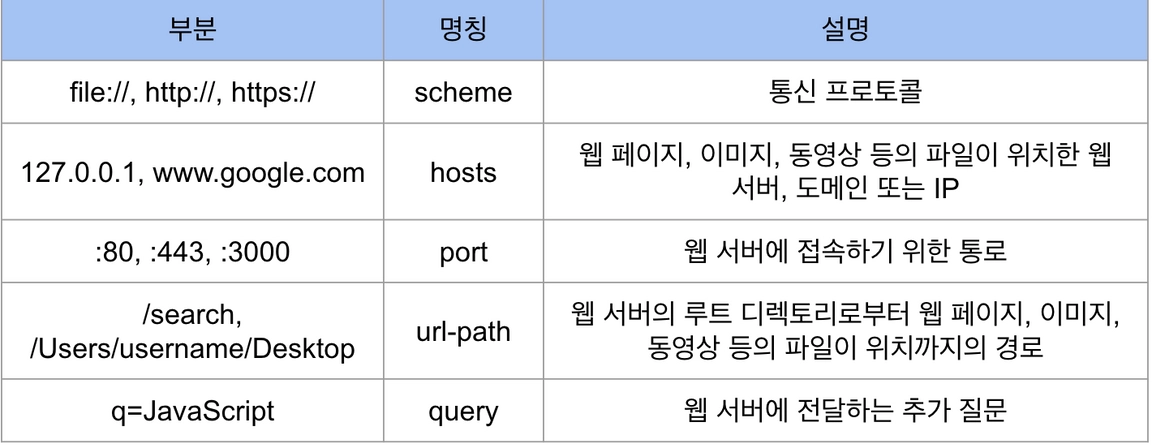 부분 명칭 설명
file://, http://, https:// scheme 통신 프로토콜
127.0.0.1, www.google.com hosts 웹 페이지, 이미지, 동영상 등의 파일이 위치한 웹
서버, 도메인 또는 IP
:80, :443, :3000 port 웹 서버에 접속하기 위한 통로
/search,
/Users/username/Desktop url-path 웹 서버의 루트 디렉토리로부터 웹 페이지, 이미지,
동영상 등의 파일이 위치까지의 경로
q=JavaScript query 웹 서버에 전달하는 추가 질문